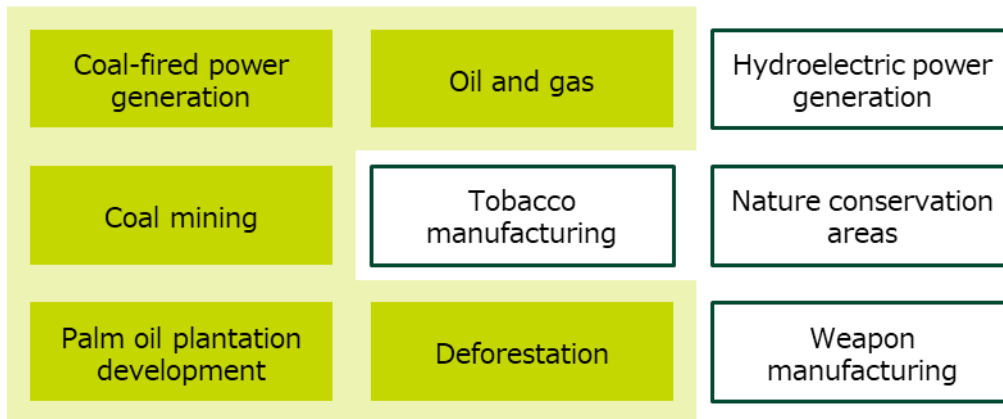 Coal-fired power
generation
Oil and gas
Hydroelectric power
generation
Coal mining
Tobacco
manufacturing
Nature conservation
areas
Palm oil plantation
development
Deforestation
Weapon
manufacturing